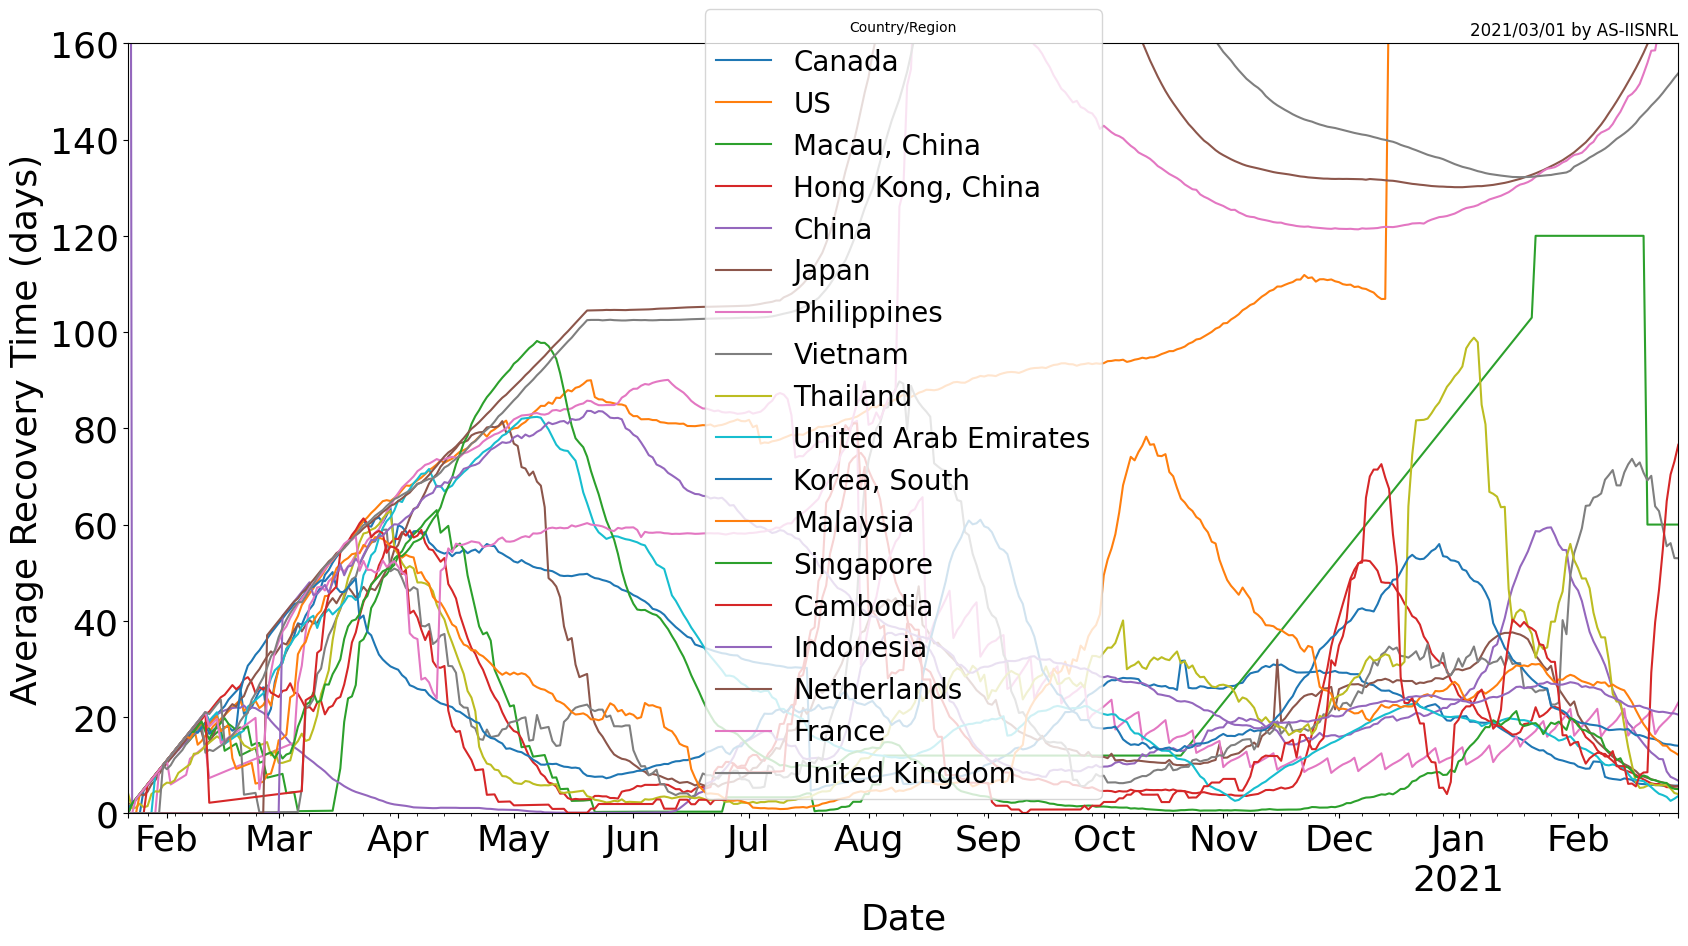 Country/Region
2021/03/01 by AS-IISNRL
Canada
US
Macau, China
Hong Kong, China
China
Japan
Philippines
Vietnam
Thailand
United Arab Emirates
Korea, South
Malaysia
Singapore
Cambodia
Indonesia
Netherlands
France
United Kingdom
160
140
120
100
80
60
40
20
0
Average Recovery Time (days)
Feb Mar Apr May Jun Jul Aug Sep Oct Nov Dec Jan Feb
2021
Date